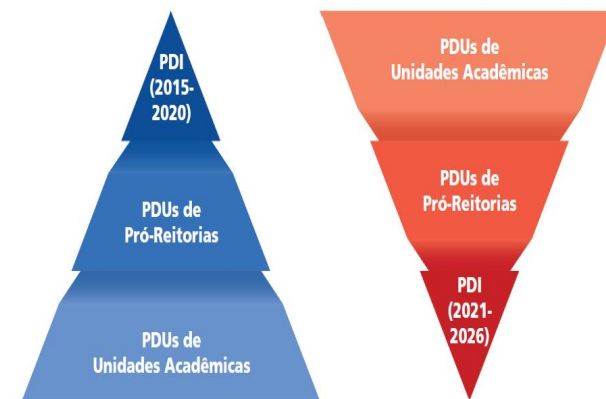 PDI
(2015-
2020)
PDUs de
Pró-Reitorias
PDUs de
Unidades Acadêmicas
PDUs de
Unidades Acadêmicas
PDUs de
Pró-Reitorias
PDI
(2021-
2026)